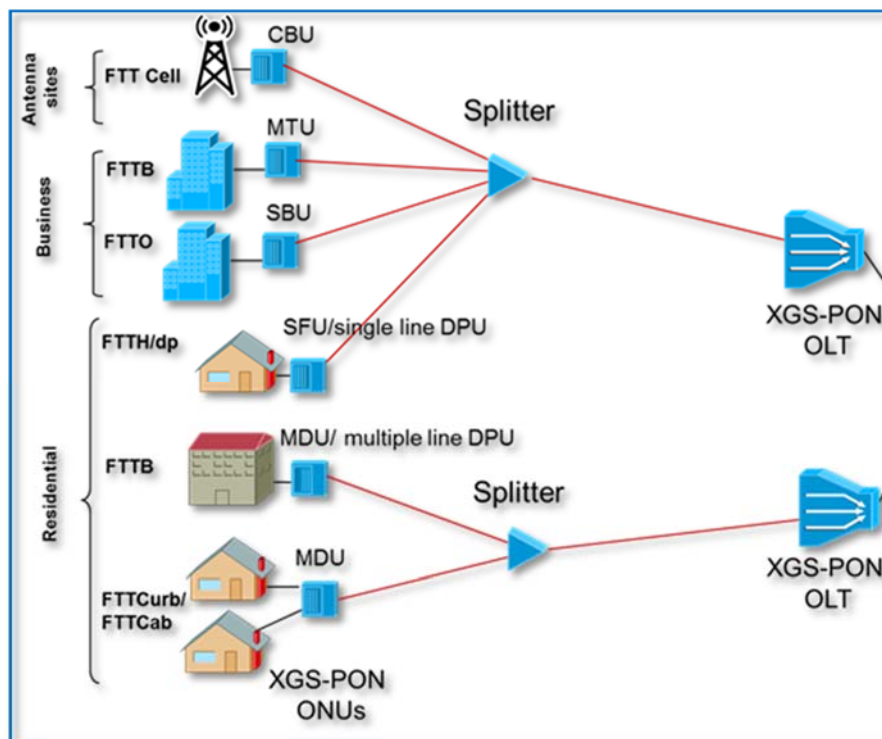 Antenna
sites
FTT Cell
CBU
Splitter
Business
FTTB
MTU
FTTO
SBU
XGS-PON
OLT
Residential
FTTH/dp
SFU/single line DPU
FTTB
MDU/ multiple line DPU
Splitter
FTTCurb/
FTTCab
MDU
XGS-PON
OLT
XGS-PON
ONUs